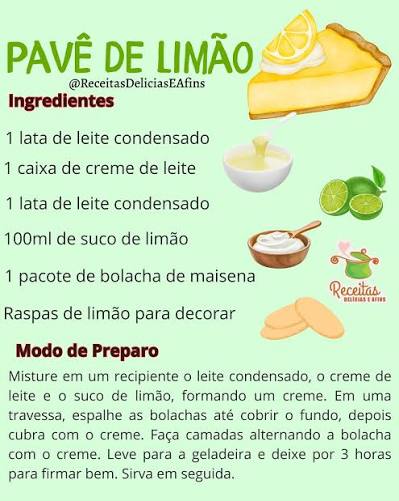 PAVÊ DE LIMÃO
@ReceitasDeliciasEAfins
Ingredientes
1 lata de leite condensado
1 caixa de creme de leite
1 lata de leite condensado
100ml de suco de limão
1 pacote de bolacha de maisena
Receitas
DELÍRIAS E AFINS
Raspas de limão para decorar
Modo de Preparo
Misture em um recipiente o leite condensado, o creme de
leite e o suco de limão, formando um creme. Em uma
travessa, espalhe as bolachas até cobrir o fundo, depois
cubra com o creme. Faça camadas alternando a bolacha
com o creme. Leve para a geladeira e deixe por 3 horas
para firmar bem. Sirva em seguida.